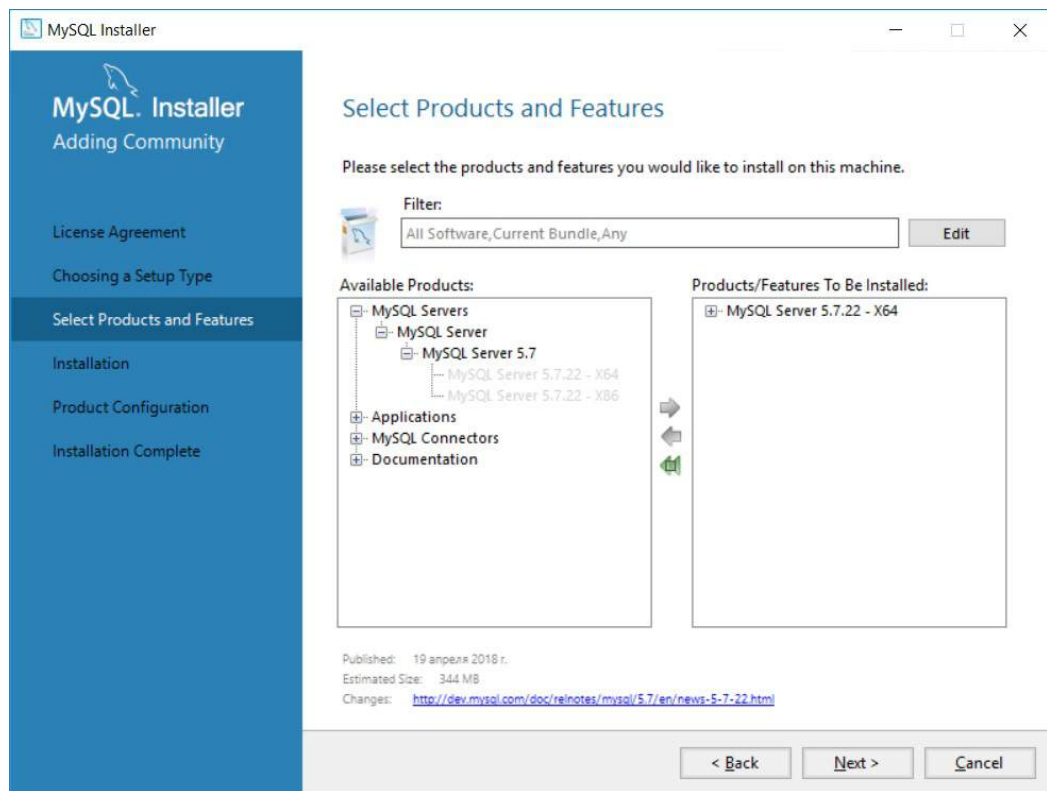 MySQL Installer
MySQL. Installer
Adding Community
License Agreement
Choosing a Setup Type
Select Products and Features
Installation
Product Configuration
Installation Complete
Select Products and Features
Please select the products and features you would like to install on this machine.
Filter:
All Software,Current Bundle,Any
Edit
Available Products:
MySQL Servers
MySQL Server
MySQL Server 5.7
MySQL Server 5.7.22 - X64
MySQL Server 5.7.22 - X86
Applications
MySQL Connectors
Documentation
Products/Features To Be Installed:
MySQL Server 5.7.22 - X64
Published: 19 апреля 2018 г.
Estimated Size: 344 MB
Changes: http://dev.mysql.com/doc/relnotes/mysql/5.7/en/news-5-7-22.html
< Back
Next >
Cancel